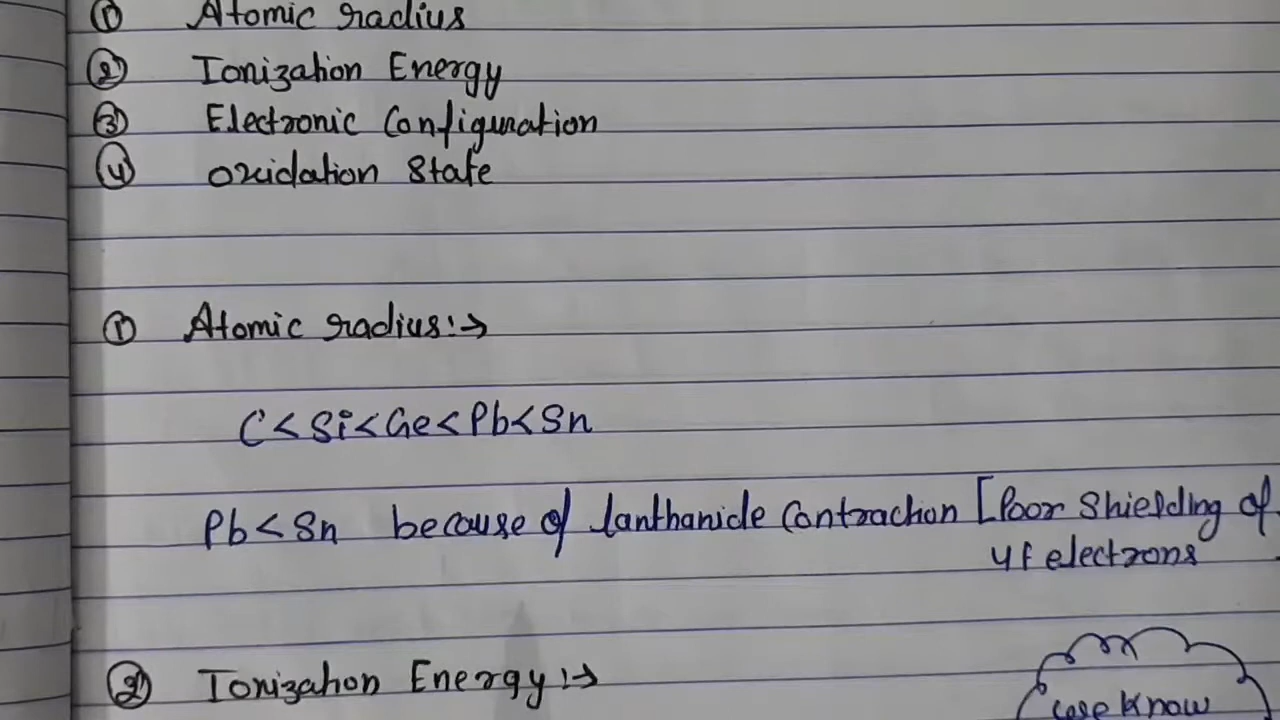 ① Atomic radius
② Ionization Energy
③ Electronic Configuration
④ Oxidation State
① Atomic radius:→
C < Si < Ge < Pb < Sn
Pb < Sn because of lanthanide Contraction [Poor Shielding of
4f electrons
② Ionization Energy:→
we know